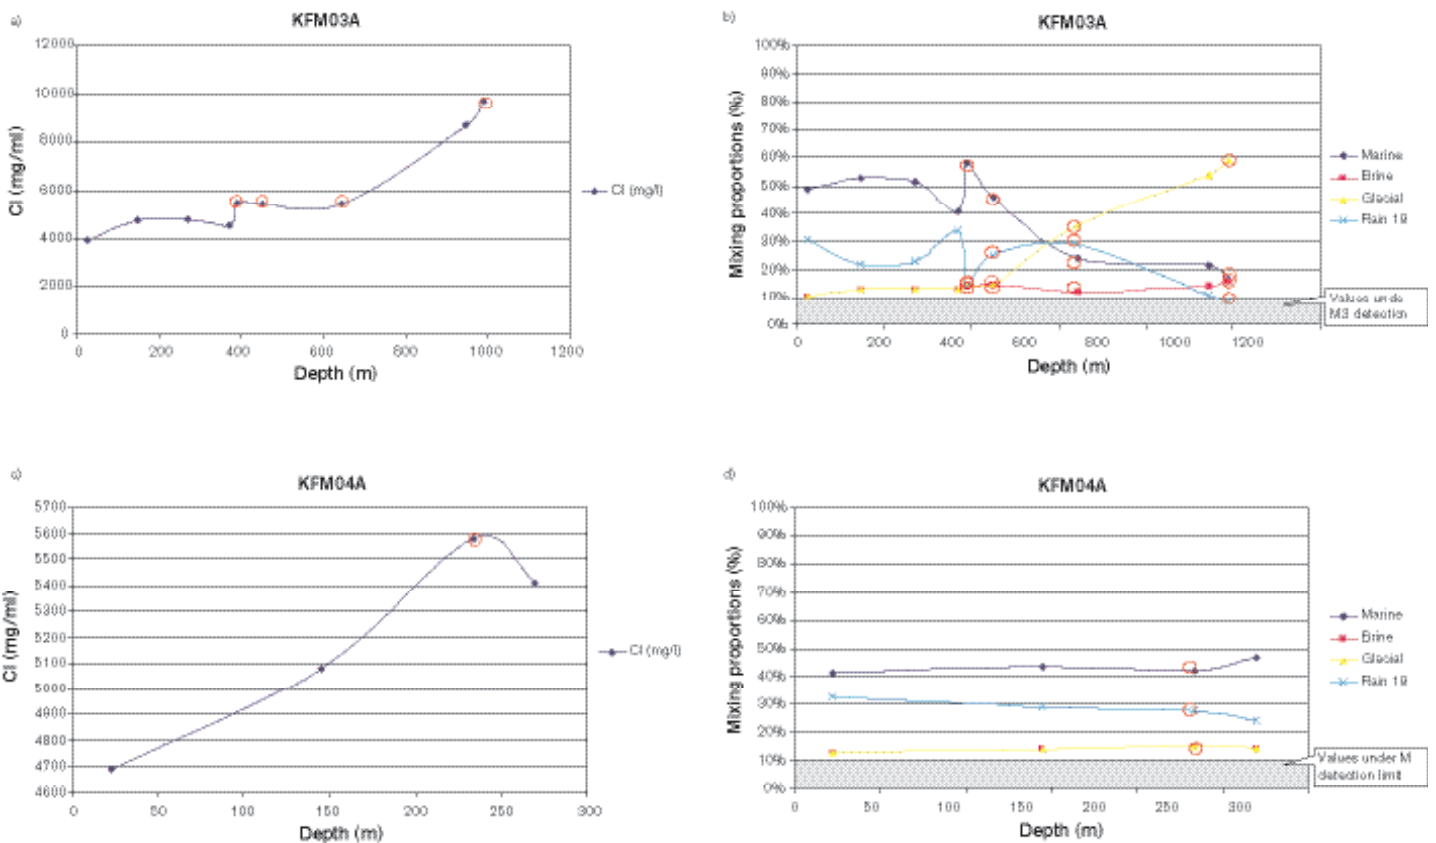 a)
KFM03A
12000
10000
8000
6000
4000
2000
0
0 200 400 600 800 1000 1200
Cl (mg/ml)
Depth (m)
Cl (mg/l)
b)
KFM03A
100%
90%
80%
70%
60%
50%
40%
30%
20%
10%
0%
0 200 400 400 600 800 1000 1200
Mixing proportions (%)
Depth (m)
Marine
Brine
Glacial
Rain 19
Values unde
M3 detection
c)
KFM04A
5700
5600
5500
5400
5300
5200
5100
5000
4900
4800
4700
4600
0 50 100 150 200 250 300
Cl (mg/ml)
Depth (m)
Cl (mg/l)
d)
KFM04A
100%
90%
80%
70%
60%
50%
40%
30%
20%
10%
0%
0 50 100 150 200 250 300
Mixing proportions (%)
Depth (m)
Marine
Brine
Glacial
Rain 19
Values under M
detection limit